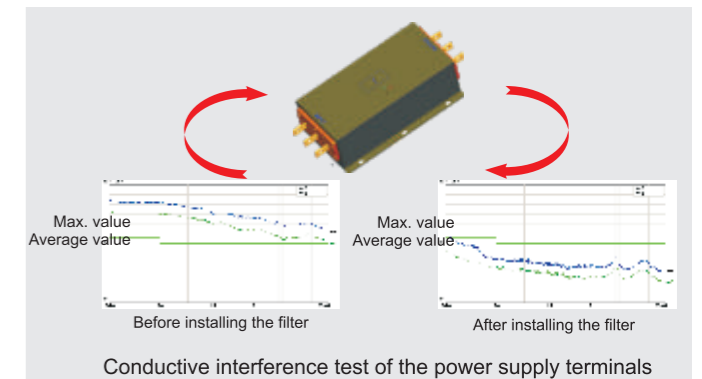 Max. value
Average value
Max. value
Average value
Before installing the filter
After installing the filter
Conductive interference test of the power supply terminals